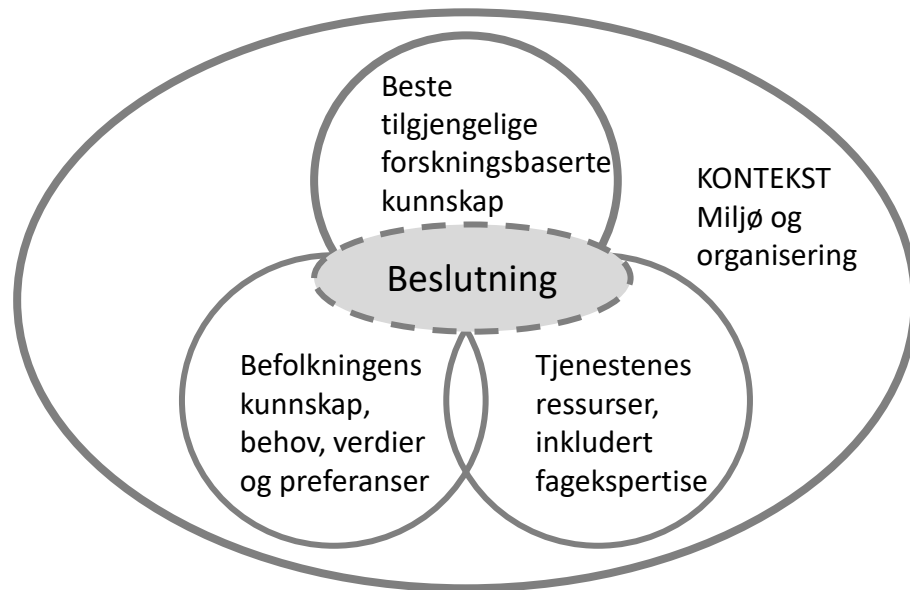 Beste
tilgjengelige
forskningsbaserte
kunnskap
KONTEKST
Miljø og
organisering
Beslutning
Befolkningens
kunnskap,
behov, verdier
og preferanser
Tjenestenes
ressurser,
inkludert
fagekspertise